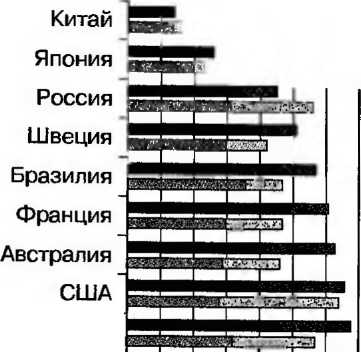 Китай
Япония
Россия
Швеция
Бразилия
Франция
Австралия
США